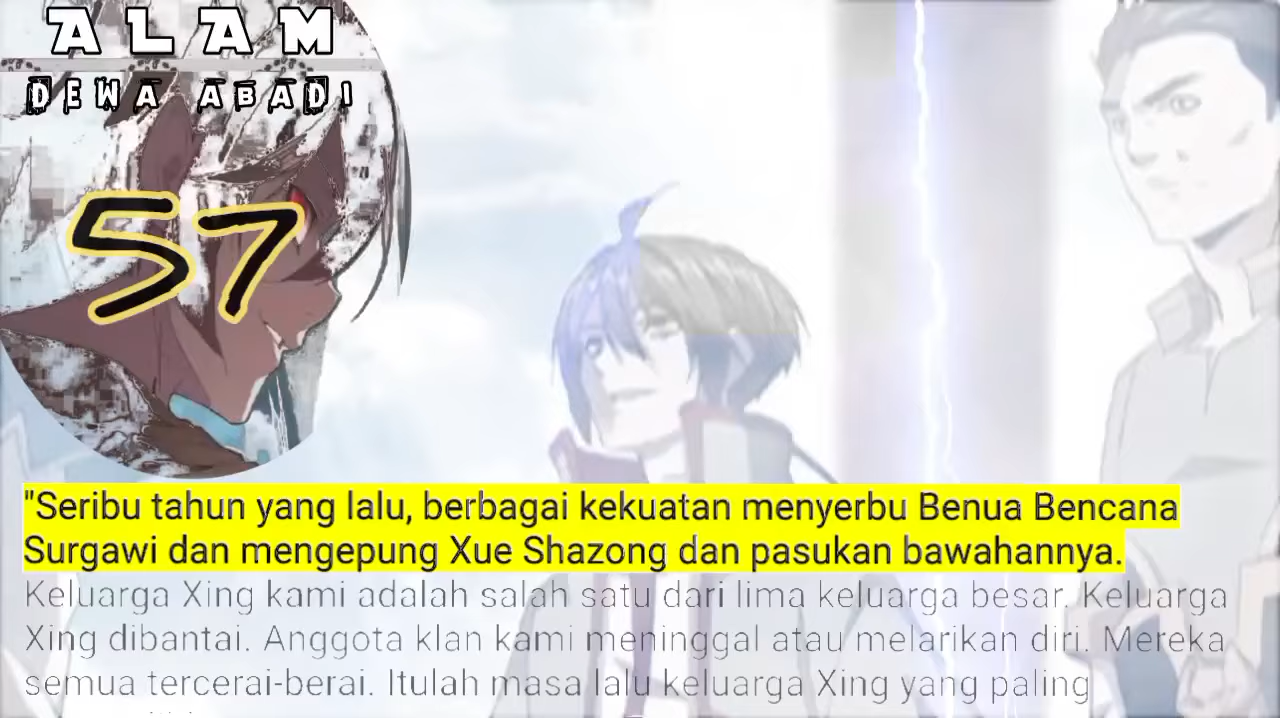 ALAM
DEWA ABADI
57
"Seribu tahun yang lalu, berbagai kekuatan menyerbu Benua Bencana
Surgawi dan mengepung Xue Shazong dan pasukan bawahannya.
Keluarga Xing kami adalah salah satu dari lima keluarga besar. Keluarga
Xing dibantai. Anggota klan kami meninggal atau melarikan diri. Mereka
semua tercerai-berai. Itulah masa lalu keluarga Xing yang paling